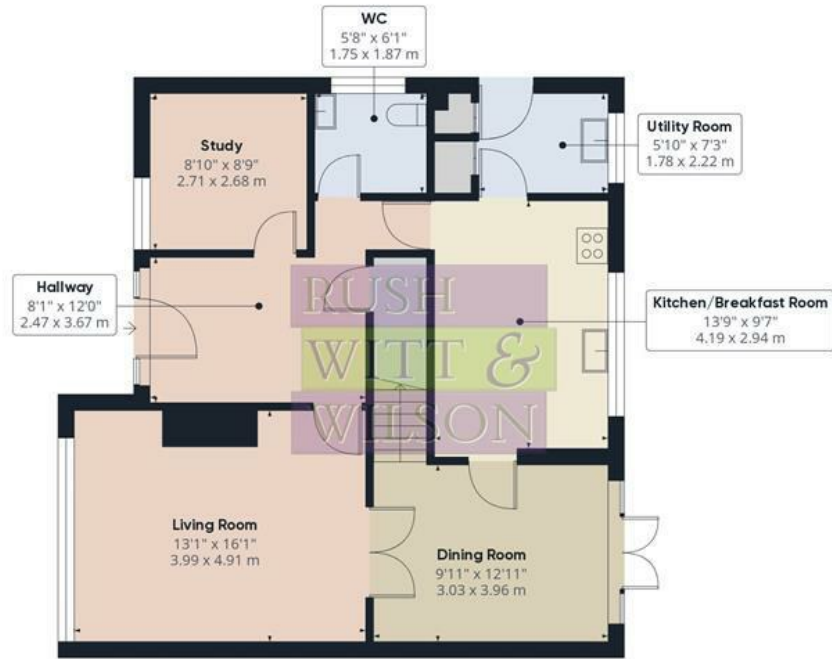 WC
5'8" x 6'1"
1.75 x 1.87 m
Study
8'10" x 8'9"
2.71 x 2.68 m
Utility Room
5'10" x 7'3"
1.78 x 2.22 m
Hallway
8'1" x 12'0"
2.47 x 3.67 m
Kitchen/Breakfast Room
13'9" x 9'7"
4.19 x 2.94 m
RUSH
WITT &
WILSON
Living Room
13'1" x 16'1"
3.99 x 4.91 m
Dining Room
9'11" x 12'11"
3.03 x 3.96 m